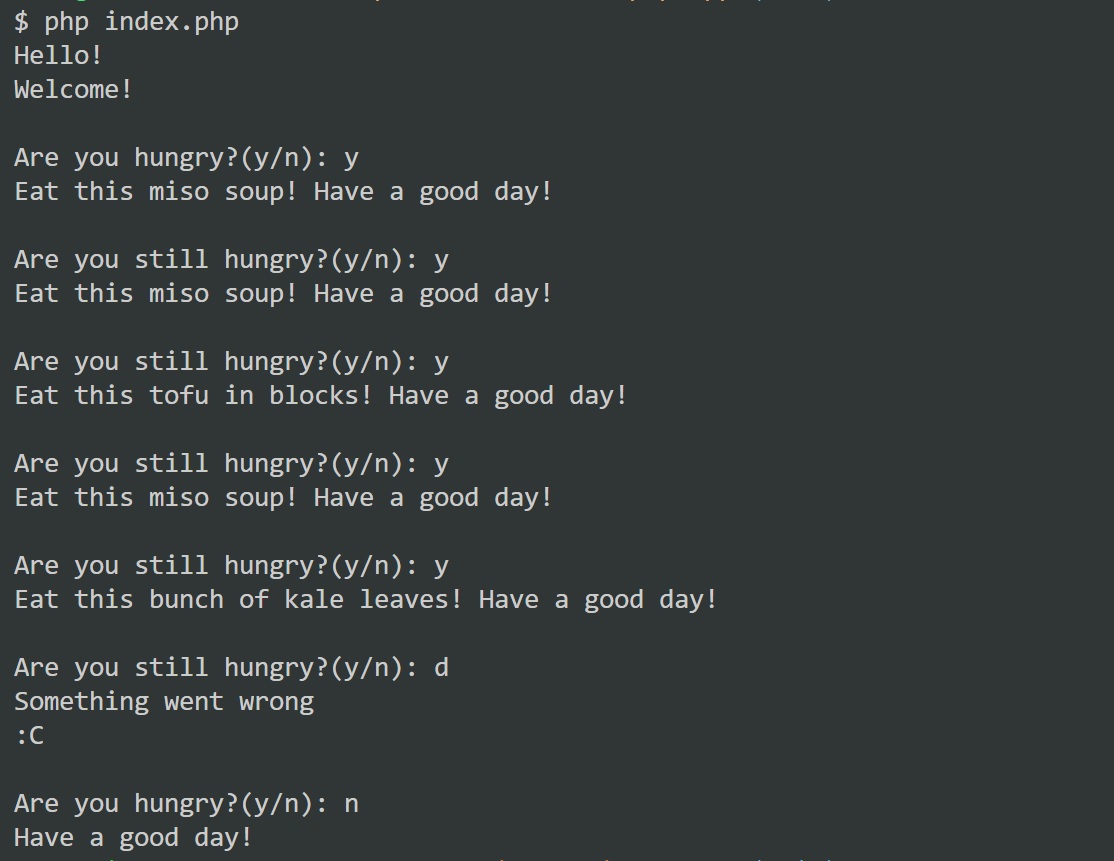 $ php index.php
Hello!
Welcome!
Are you hungry?(y/n): y
Eat this miso soup! Have a good day!
Are you still hungry?(y/n): y
Eat this miso soup! Have a good day!
Are you still hungry?(y/n): y
Eat this tofu in blocks! Have a good day!
Are you still hungry?(y/n): y
Eat this miso soup! Have a good day!
Are you still hungry?(y/n): y
Eat this bunch of kale leaves! Have a good day!
Are you still hungry?(y/n): d
Something went wrong
:C
Are you hungry?(y/n): n
Have a good day!